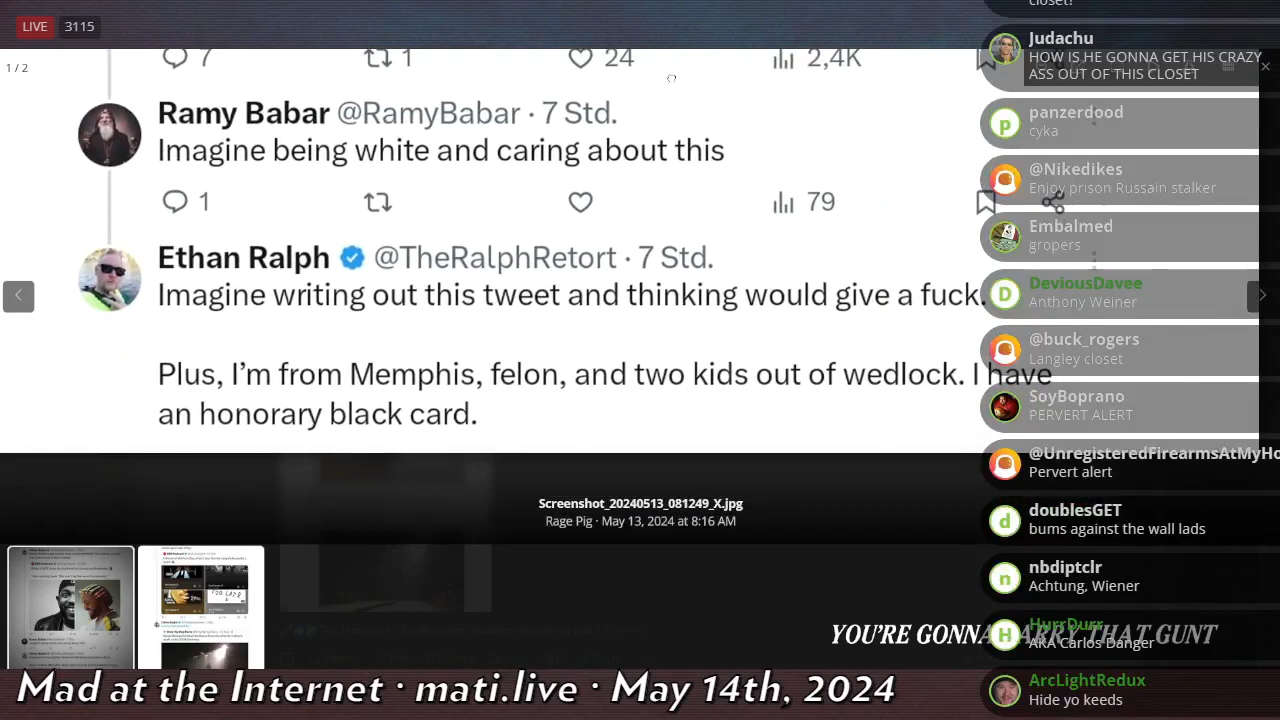 closet?
LIVE 3115
Judachu
HOW IS HE GONNA GET HIS CRAZY
ASS OUT OF THIS CLOSET
1 / 2
7 1 24 2,4K
Ramy Babar @RamyBabar · 7 Std.
Imagine being white and caring about this
1 79
Ethan Ralph @TheRalphRetort · 7 Std.
Imagine writing out this tweet and thinking would give a fuck.
Plus, I’m from Memphis, felon, and two kids out of wedlock. I have
an honorary black card.
panzerdood
cyka
@Nikedikes
Enjoy prison Russain stalker
Embalmed
gropers
DeviousDavee
Anthony Weiner
@buck_rogers
Langley closet
SoyBoprano
PERVERT ALERT
@UnregisteredFirearmsAtMyHo
Pervert alert
doublesGET
bums against the wall lads
nbdiptclr
Achtung, Wiener
HurrDurr
AKA Carlos Danger
ArcLightRedux
Hide yo keeds
Screenshot_20240513_081249_X.jpg
Rage Pig · May 13, 2024 at 8:16 AM
YOU’RE GONNA THAT GUNT
Mad at the Internet · mati.live · May 14th, 2024